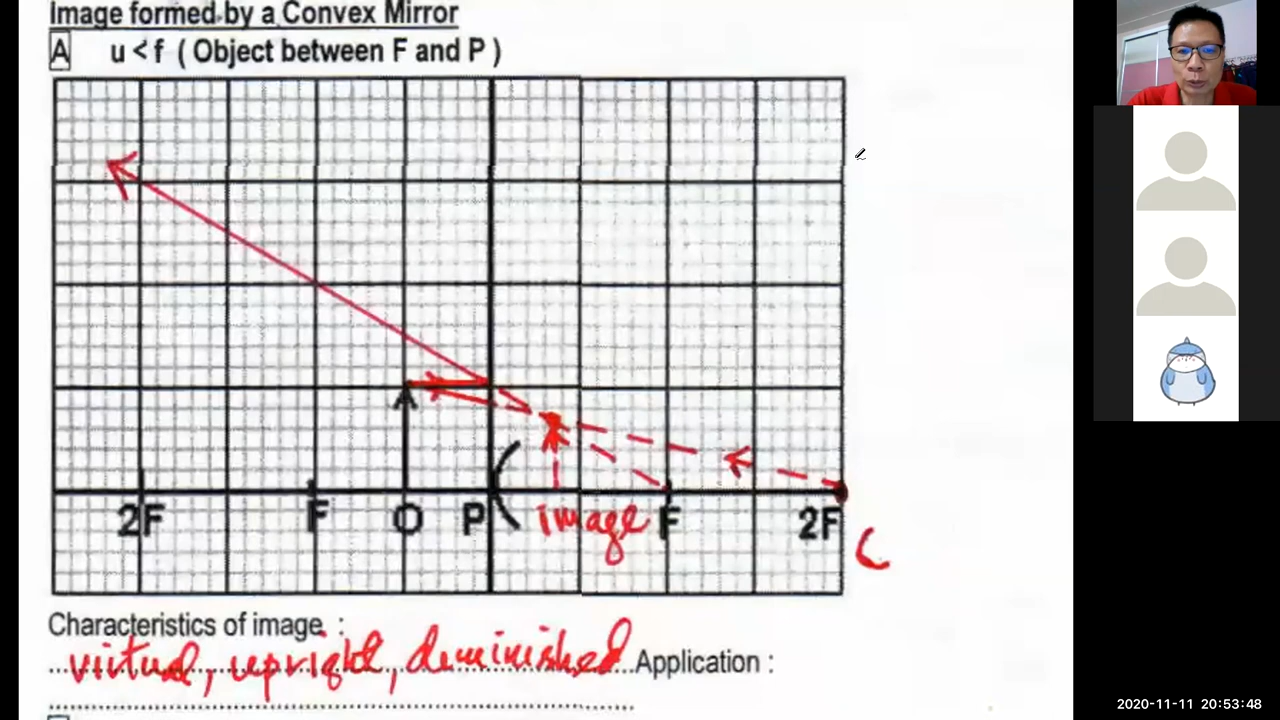 Image formed by a Convex Mirror
A u < f ( Object between F and P )
2F F O P image F 2F C
Characteristics of image :
virtual, upright, deminished Application :
2020-11-11 20:53:48